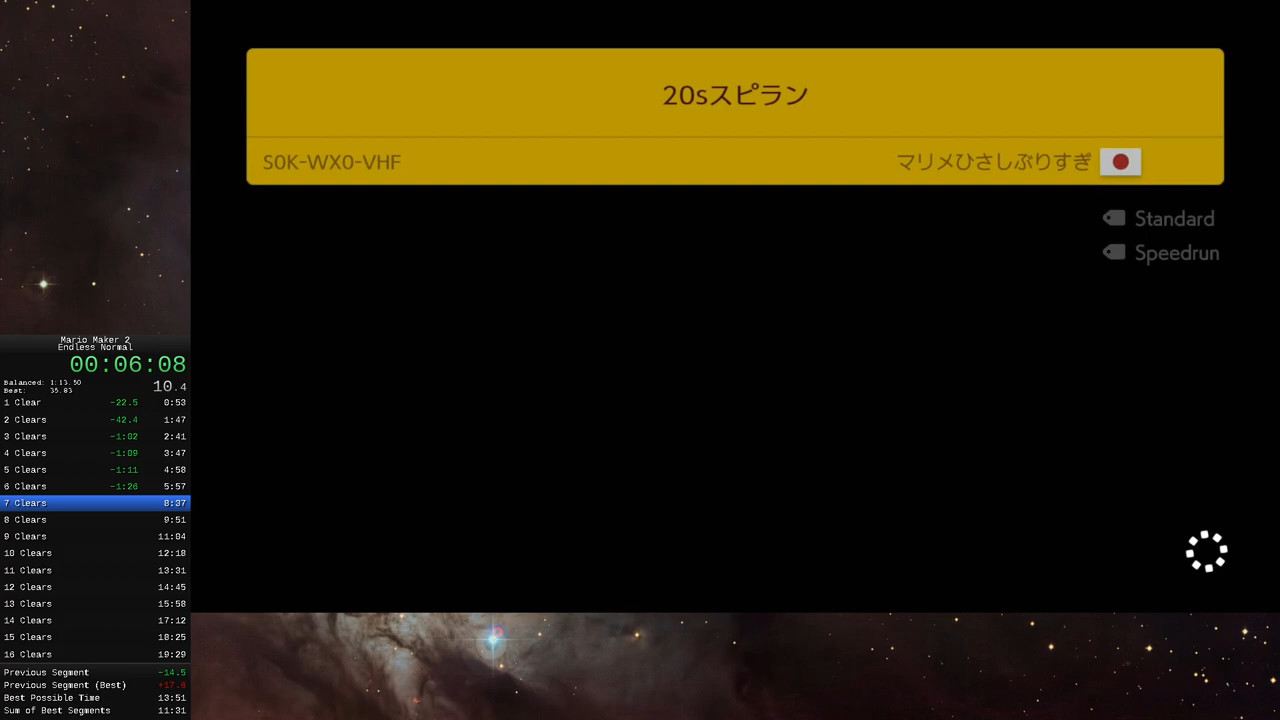 20sスピラン
S0K-WX0-VHF
マリメひさしぶりすぎ
Standard
Speedrun
Mario Maker 2
Endless Normal
00:06:08
Balanced: 1:13.50
Best: 35.83
10.4
1 Clear -22.5 0:53
2 Clears -42.4 1:47
3 Clears -1:02 2:41
4 Clears -1:09 3:47
5 Clears -1:11 4:58
6 Clears -1:26 5:57
7 Clears 8:37
8 Clears 9:51
9 Clears 11:04
10 Clears 12:18
11 Clears 13:31
12 Clears 14:45
13 Clears 15:58
14 Clears 17:12
15 Clears 18:25
16 Clears 19:29
Previous Segment -14.5
Previous Segment (Best) +17.6
Best Possible Time 13:51
Sum of Best Segments 11:31